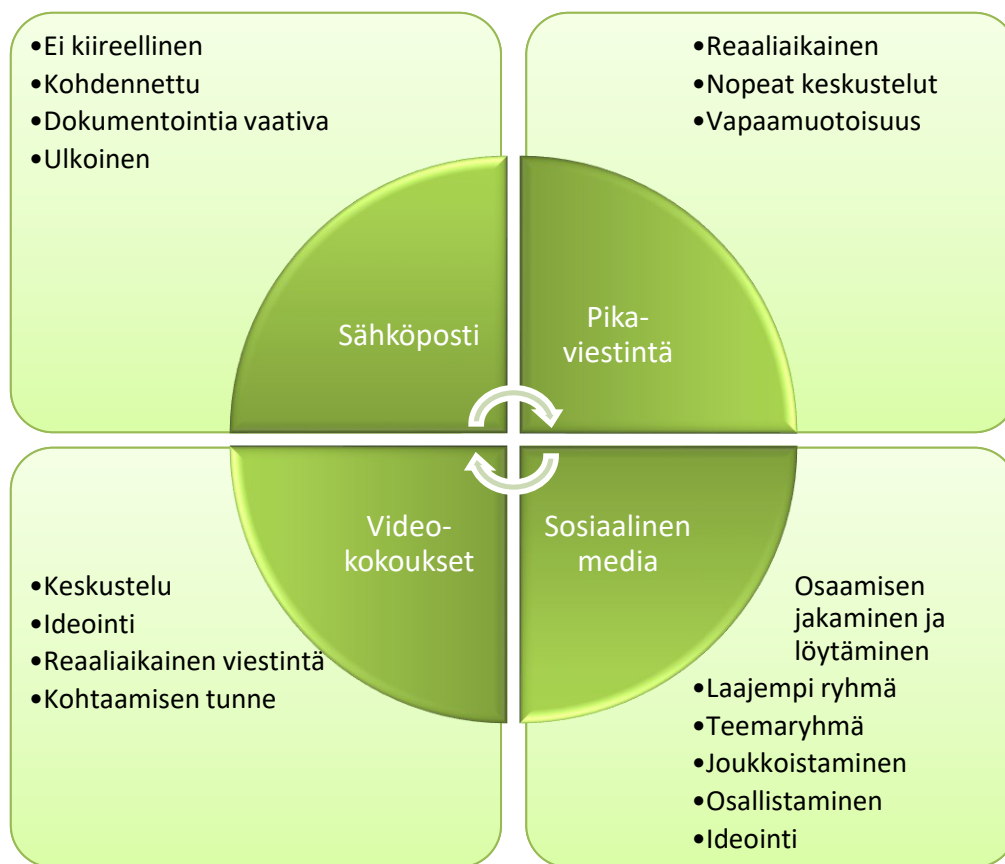 •Ei kiireellinen
•Kohdennettu
•Dokumentointia vaativa
•Ulkoinen
•Reaaliaikainen
•Nopeat keskustelut
•Vapaamuotoisuus
Sähköposti
Pika-
viestintä
Video-
kokoukset
Sosiaalinen
media
•Keskustelu
•Ideointi
•Reaaliaikainen viestintä
•Kohtaamisen tunne
Osaamisen
jakaminen ja
löytäminen
•Laajempi ryhmä
•Teemaryhmä
•Joukkoistaminen
•Osallistaminen
•Ideointi